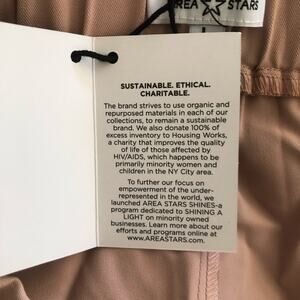 AREA STARS
L
SUSTAINABLE. ETHICAL.
CHARITABLE.
The brand strives to use organic and
repurposed materials in each of our
collections, to remain a sustainable
brand. We also donate 100% of
excess inventory to Housing Works,
a charity that improves the quality
of life of those affected by
HIV/AIDS, which happens to be
primarily minority women and
children in the NY City area.
To further our focus on
empowerment of the under-
represented in the world, we
launched AREA STARS SHINES-a
program dedicated to SHINING A
LIGHT on minority owned
businesses. Learn more about our
efforts and programs online at
www.AREASTARS.COM